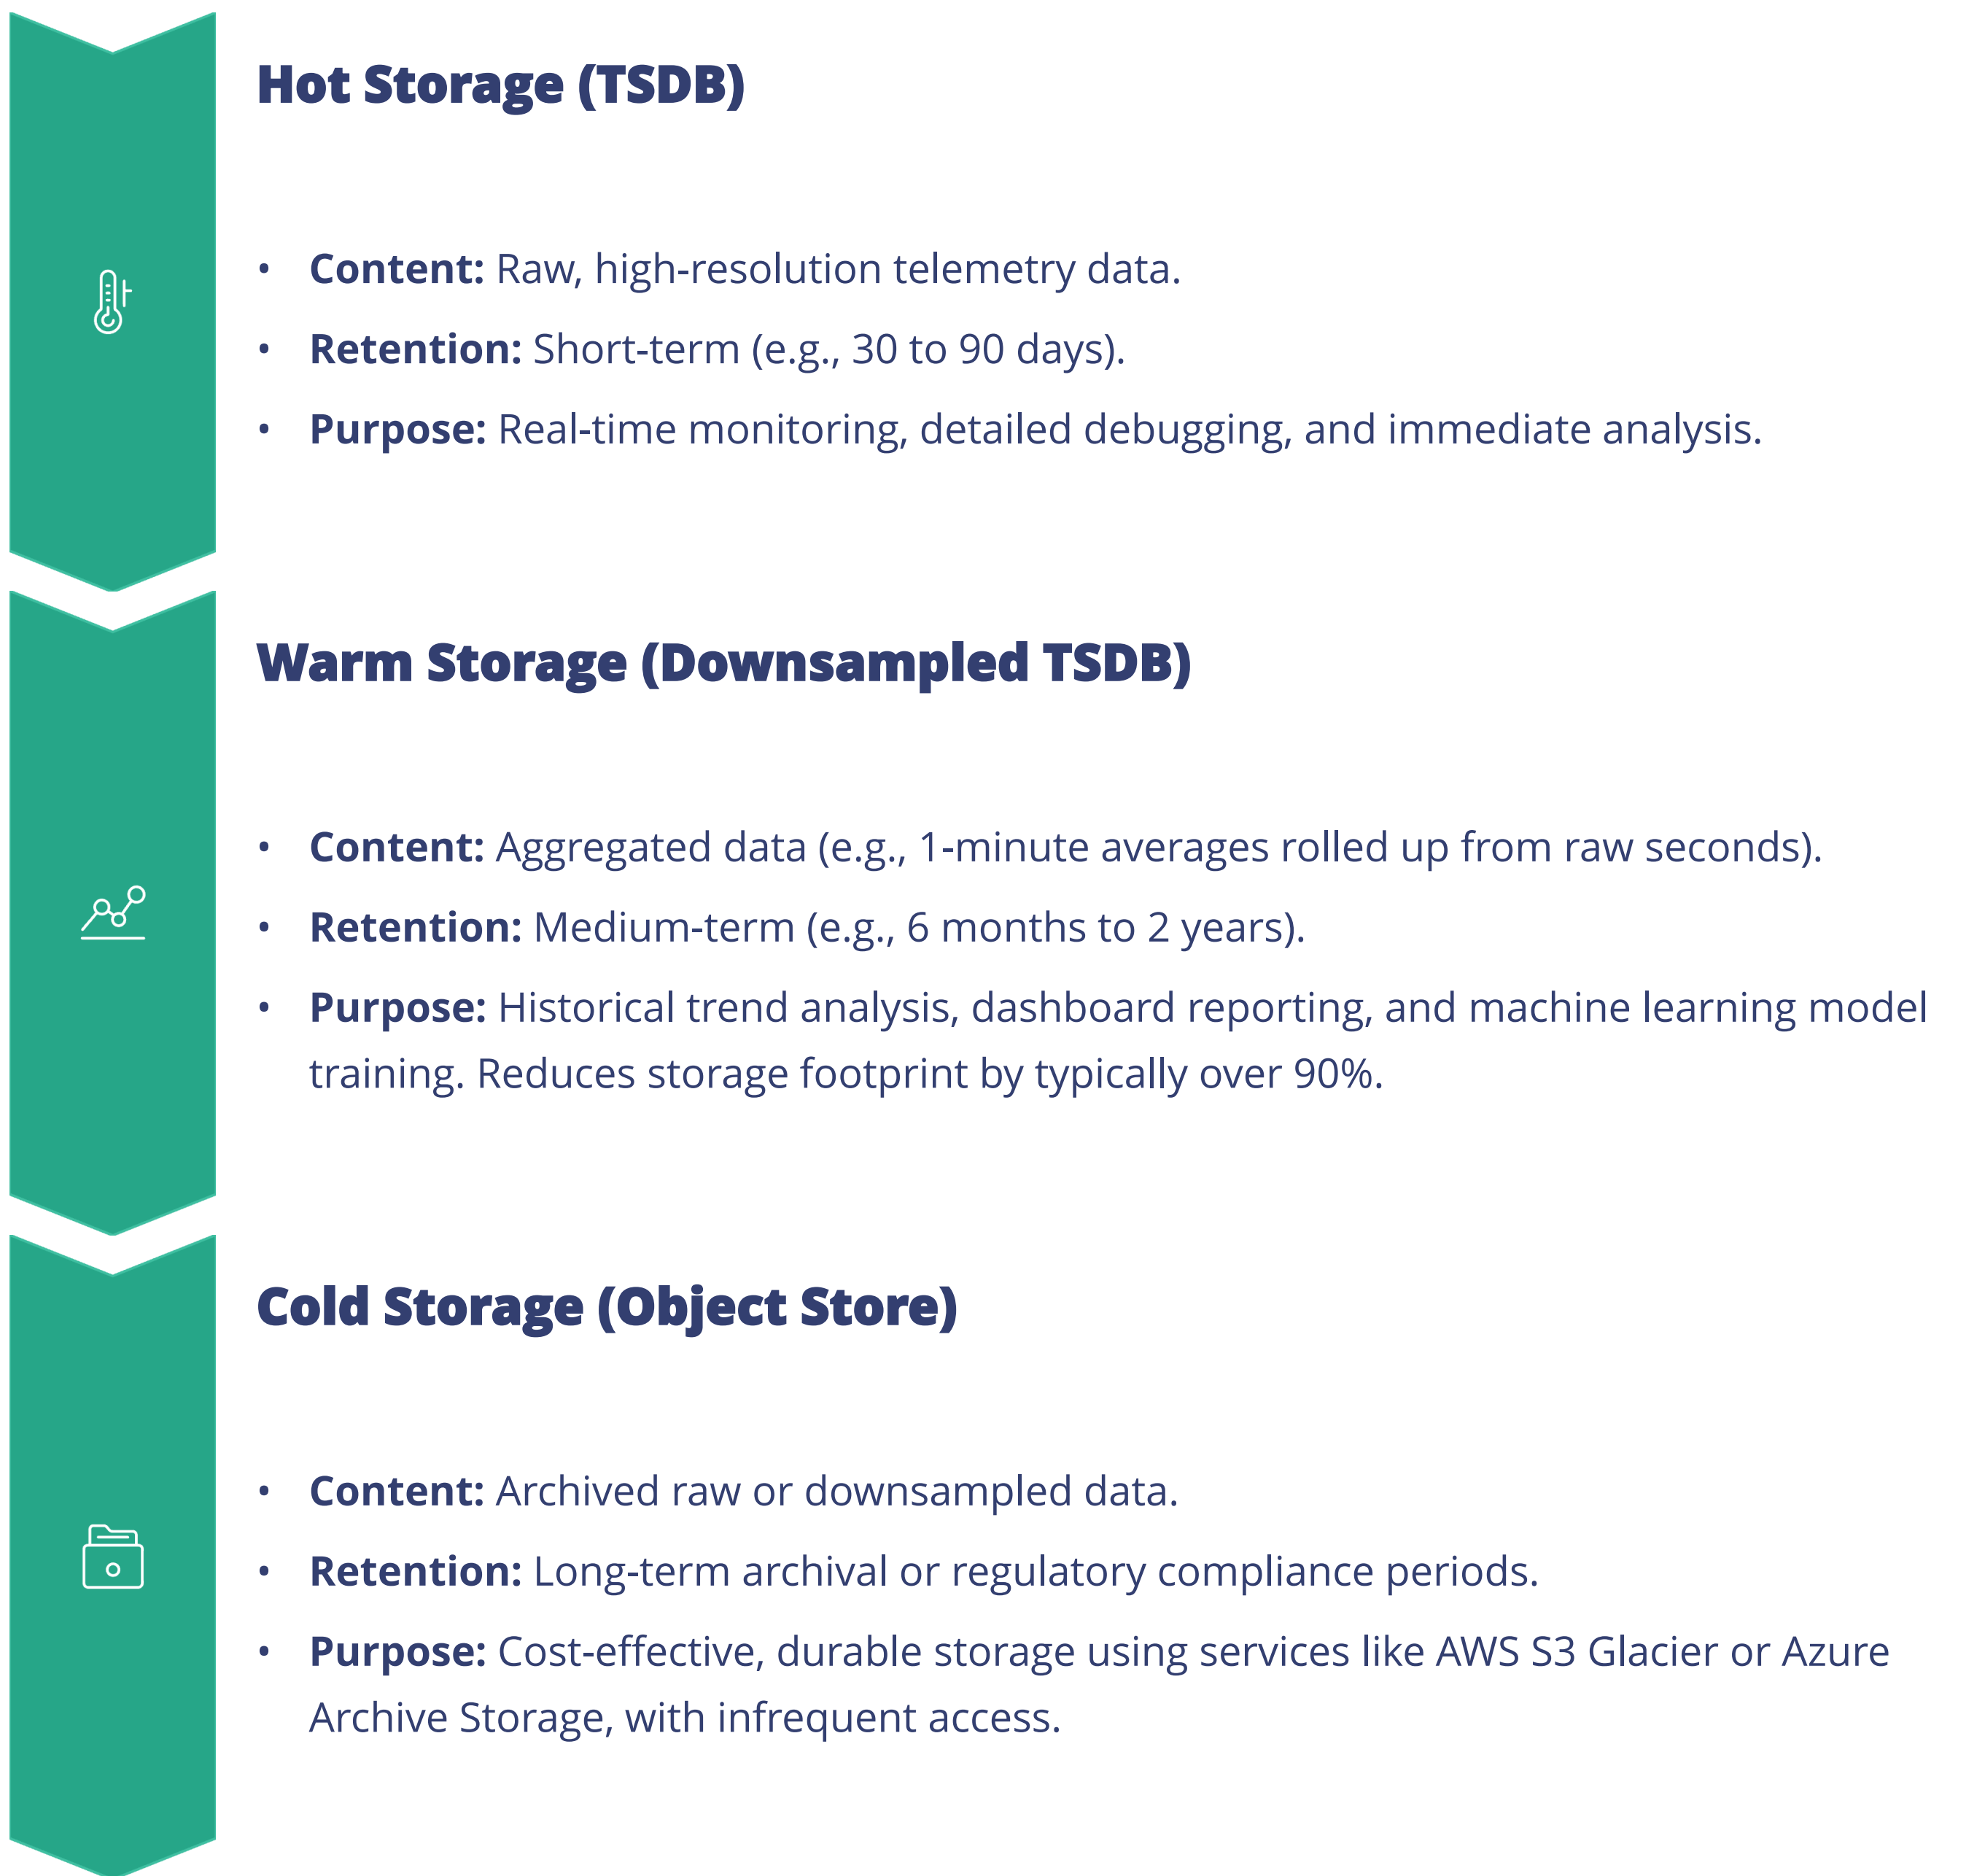 Hot Storage (TSDB)
• Content: Raw, high-resolution telemetry data.
• Retention: Short-term (e.g., 30 to 90 days).
• Purpose: Real-time monitoring, detailed debugging, and immediate analysis.
Warm Storage (Downsampled TSDB)
• Content: Aggregated data (e.g., 1-minute averages rolled up from raw seconds).
• Retention: Medium-term (e.g., 6 months to 2 years).
• Purpose: Historical trend analysis, dashboard reporting, and machine learning model
training. Reduces storage footprint by typically over 90%.
Cold Storage (Object Store)
• Content: Archived raw or downsampled data.
• Retention: Long-term archival or regulatory compliance periods.
• Purpose: Cost-effective, durable storage using services like AWS S3 Glacier or Azure
Archive Storage, with infrequent access.